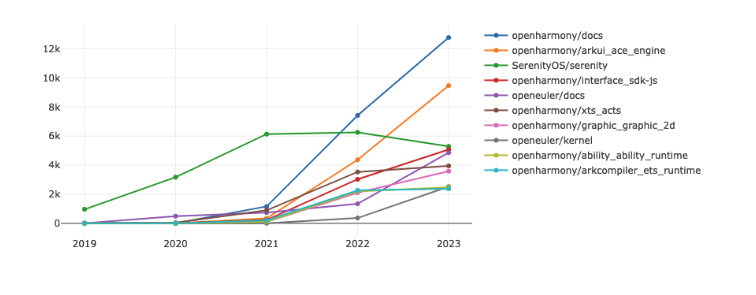 12k
10k
8k
6k
4k
2k
0
2019
2020
2021
2022
2023
openharmony/docs
openharmony/arkui_ace_engine
SerenityOS/serenity
openharmony/interface_sdk-js
openeuler/docs
openharmony/xts_acts
openharmony/graphic_graphic_2d
openeuler/kernel
openharmony/ability_ability_runtime
openharmony/arkcompiler_ets_runtime